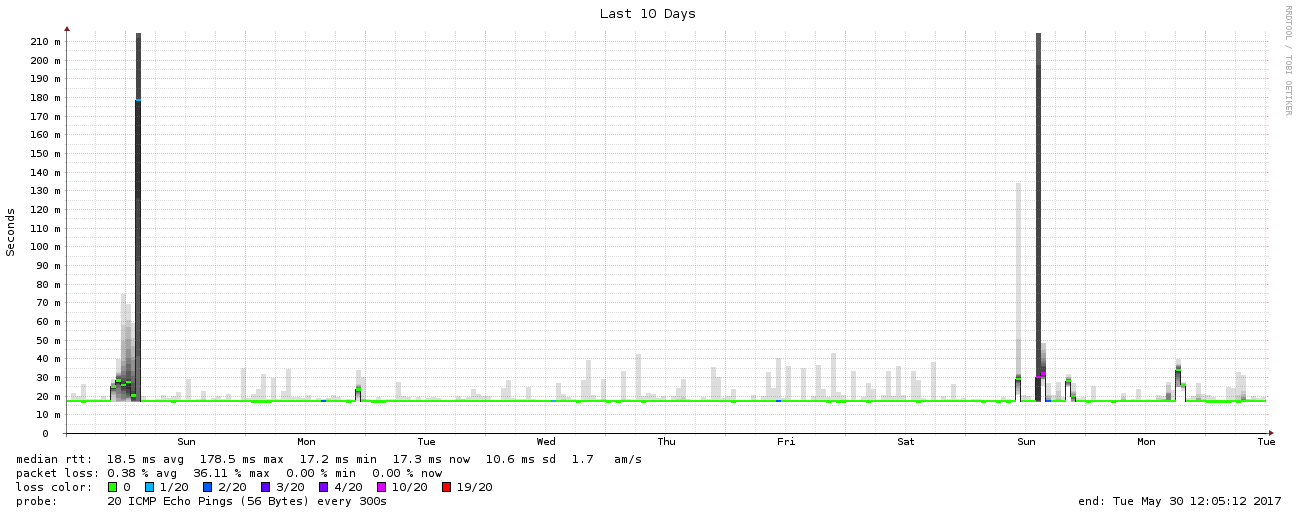 Last 10 Days
RRDTOOL / TOBI OETIKER
Seconds
210 m
200 m
190 m
180 m
170 m
160 m
150 m
140 m
130 m
120 m
110 m
100 m
90 m
80 m
70 m
60 m
50 m
40 m
30 m
20 m
10 m
0
Sun Mon Tue Wed Thu Fri Sat Sun Mon Tue
median rtt: 18.5 ms avg 178.5 ms max 17.2 ms min 17.3 ms now 10.6 ms sd 1.7 am/s
packet loss: 0.38 % avg 36.11 % max 0.00 % min 0.00 % now
loss color: 0 1/20 2/20 3/20 4/20 10/20 19/20
probe: 20 ICMP Echo Pings (56 Bytes) every 300s end: Tue May 30 12:05:12 2017